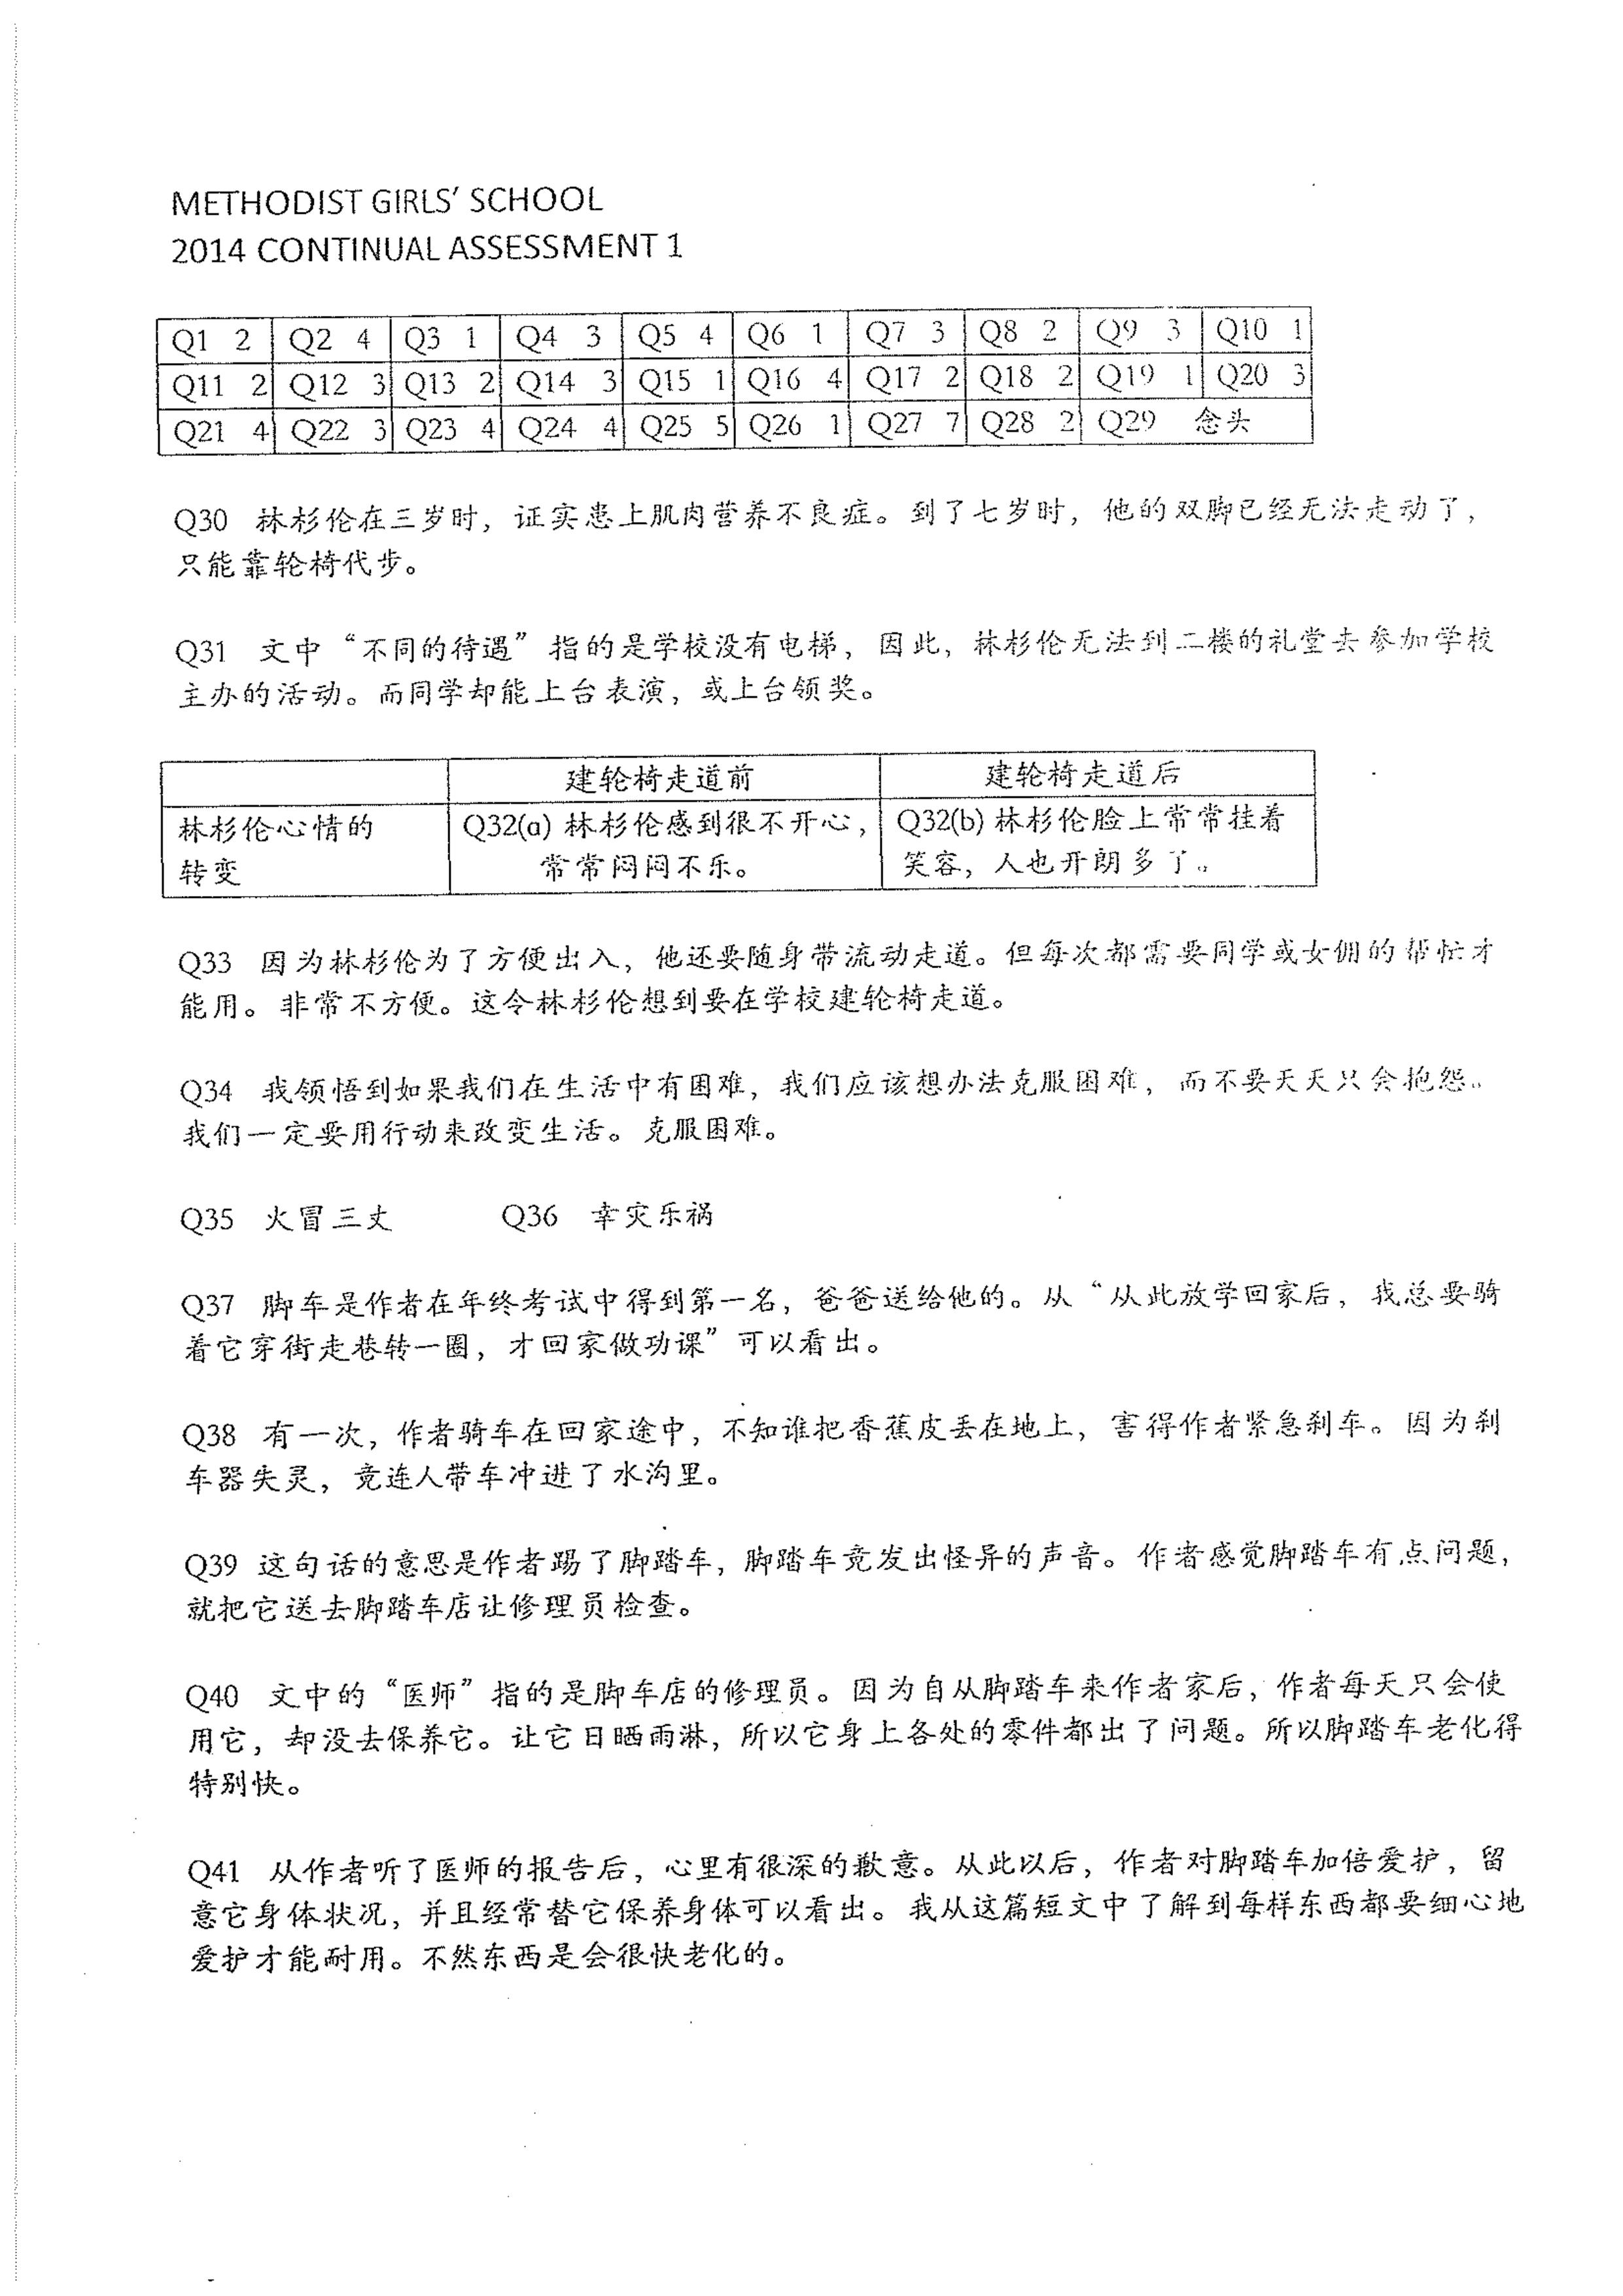 METHODIST GIRLS' SCHOOL
2014 CONTINUAL ASSESSMENT 1
Q1 2 Q2 4 Q3 1 Q4 3 Q5 4 Q6 1 Q7 3 Q8 2 Q9 3 Q10 1
Q11 2 Q12 3 Q13 2 Q14 3 Q15 1 Q16 4 Q17 2 Q18 2 Q19 1 Q20 3
Q21 4 Q22 3 Q23 4 Q24 4 Q25 5 Q26 1 Q27 7 Q28 2 Q29 念头
Q30 林杉伦在三岁时，证实患上肌肉营养不良症。到了七岁时，他的双脚已经无法走动了，
只能靠轮椅代步。
Q31 文中“不同的待遇”指的是学校没有电梯，因此，林杉伦无法到二楼的礼堂去参加学校
主办的活动。而同学却能上台表演，或上台领奖。
建轮椅走道前 建轮椅走道后
林杉伦心情的 Q32(a) 林杉伦感到很不开心， Q32(b) 林杉伦脸上常常挂着
转变 常常闷闷不乐。 笑容，人也开朗多了。
Q33 因为林杉伦为了方便出入，他还要随身带流动走道。但每次都需要同学或女佣的帮忙才
能用。非常不方便。这令林杉伦想到要在学校建轮椅走道。
Q34 我领悟到如果我们在生活中有困难，我们应该想办法克服困难，而不要天天只会抱怨。
我们一定要用行动来改变生活。克服困难。
Q35 火冒三丈 Q36 幸灾乐祸
Q37 脚车是作者在年终考试中得到第一名，爸爸送给他的。从“从此放学回家后，我总要骑
着它穿街走巷转一圈，才回家做功课”可以看出。
Q38 有一次，作者骑车在回家途中，不知谁把香蕉皮丢在地上，害得作者紧急刹车。因为刹
车器失灵，竟连人带车冲进了水沟里。
Q39 这句话的意思是作者踢了脚踏车，脚踏车竟发出怪异的声音。作者感觉脚踏车有点问题，
就把它送去脚踏车店让修理员检查。
Q40 文中的“医师”指的是脚车店的修理员。因为自从脚踏车来作者家后，作者每天只会使
用它，却没去保养它。让它日晒雨淋，所以它身上各处的零件都出了问题。所以脚踏车老化得
特别快。
Q41 从作者听了医师的报告后，心里有很深的歉意。从此以后，作者对脚踏车加倍爱护，留
意它身体状况，并且经常替它保养身体可以看出。我从这篇短文中了解到每样东西都要细心地
爱护才能耐用。不然东西是会很快老化的。